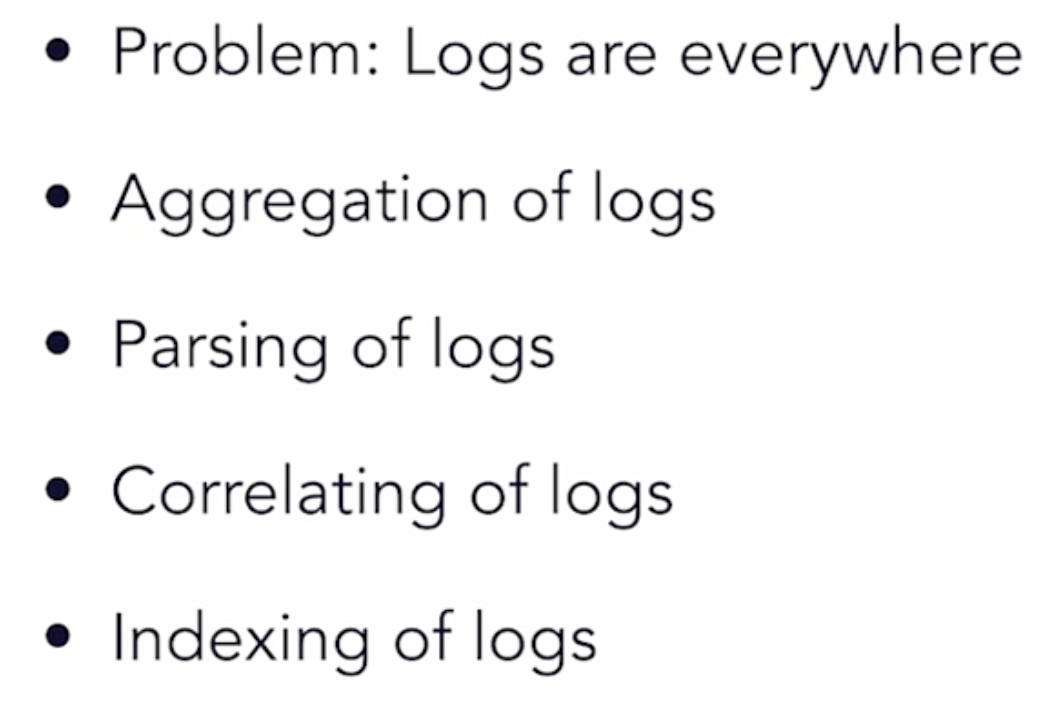 • Problem: Logs are everywhere
• Aggregation of logs
• Parsing of logs
• Correlating of logs
• Indexing of logs